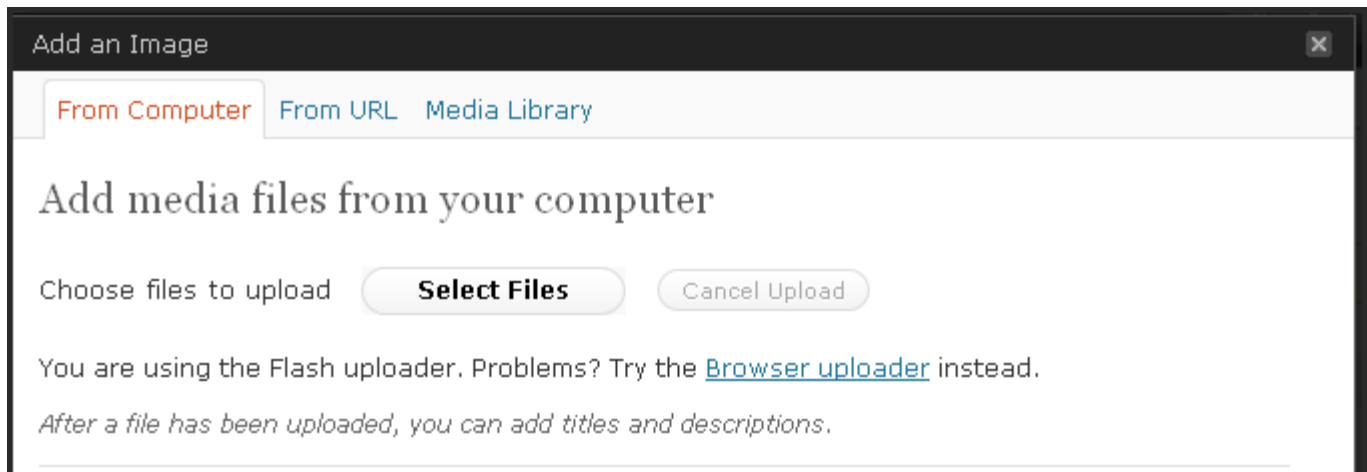 Add an Image
From Computer From URL Media Library
Add media files from your computer
Choose files to upload Select Files Cancel Upload
You are using the Flash uploader. Problems? Try the Browser uploader instead.
After a file has been uploaded, you can add titles and descriptions.